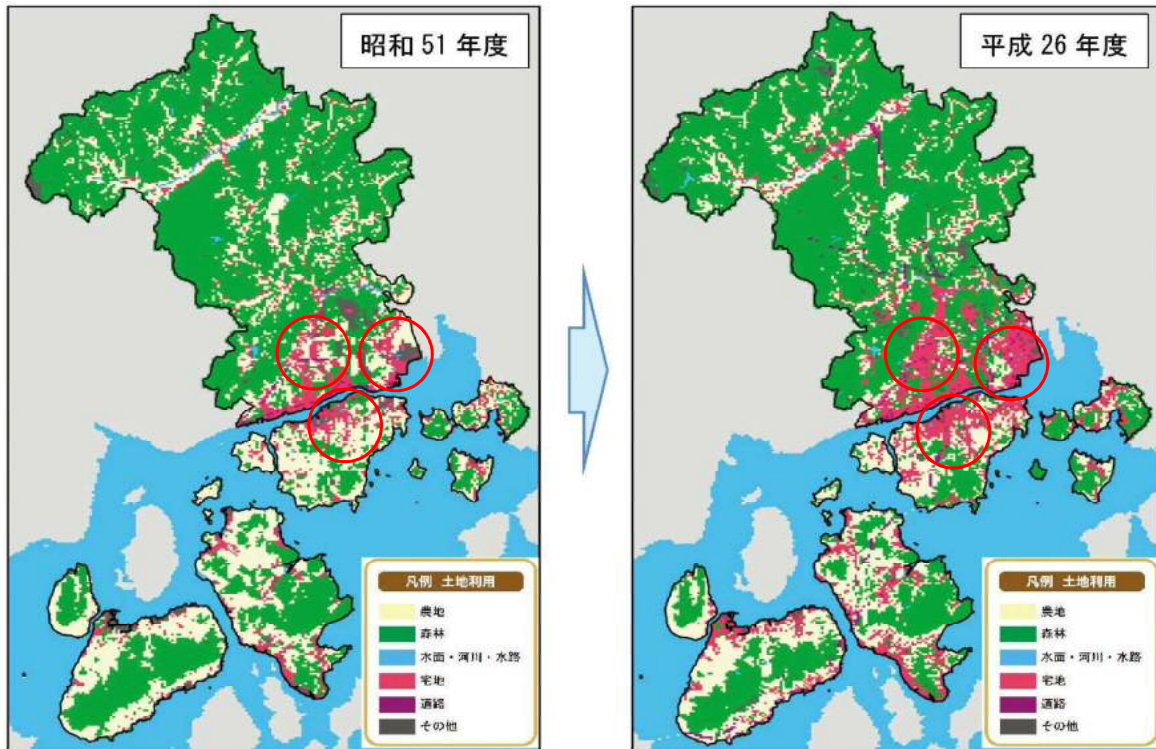 昭和 51 年度
凡例 土地利用
農地
森林
水面・河川・水路
宅地
道路
その他
平成 26 年度
凡例 土地利用
農地
森林
水面・河川・水路
宅地
道路
その他